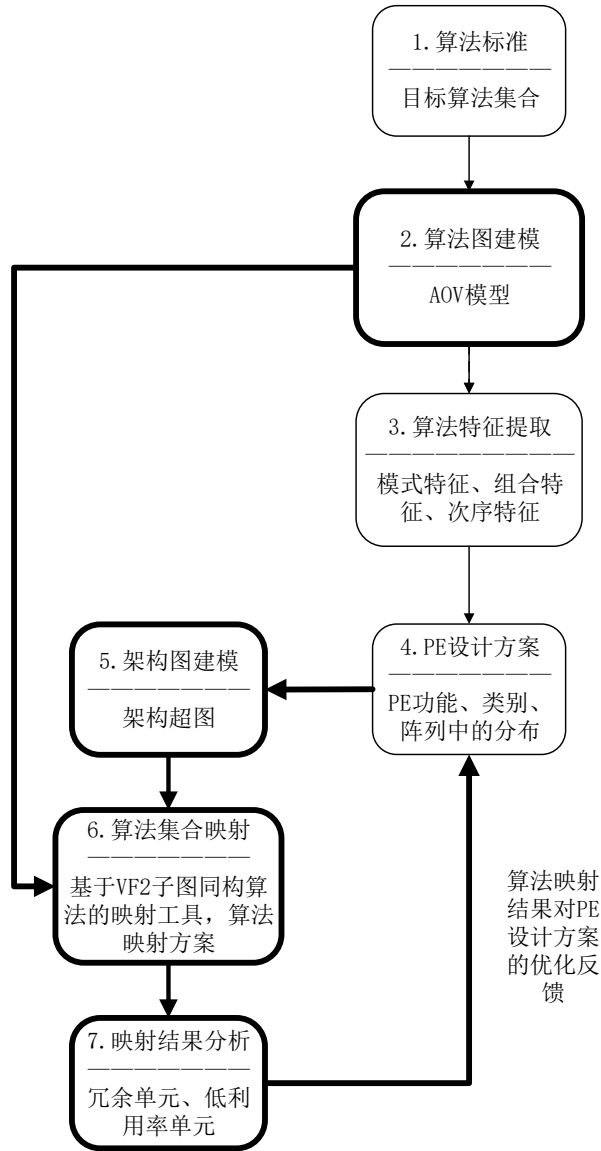 1.算法标准
目标算法集合
2.算法图建模
AOV模型
3.算法特征提取
模式特征、组合特
征、次序特征
4.PE设计方案
PE功能、类别、
阵列中的分布
5.架构图建模
架构超图
6.算法集合映射
基于VF2子图同构算
法的映射工具，算法
映射方案
7.映射结果分析
冗余单元、低利
用率单元
算法映射
结果对PE
设计方案
的优化反
馈